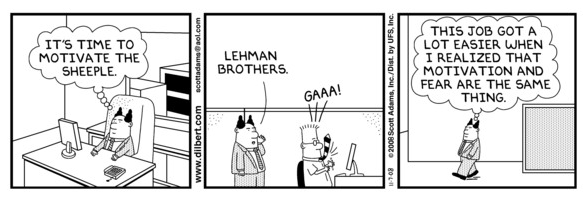 IT'S TIME TO
MOTIVATE THE
SHEEPLE.
www.dilbert.com
scottadams@aol.com
LEHMAN
BROTHERS.
GAAA!
11-7-08
©2008 Scott Adams, Inc./Dist. by UFS, Inc.
THIS JOB GOT A
LOT EASIER WHEN
I REALIZED THAT
MOTIVATION AND
FEAR ARE THE SAME
THING.